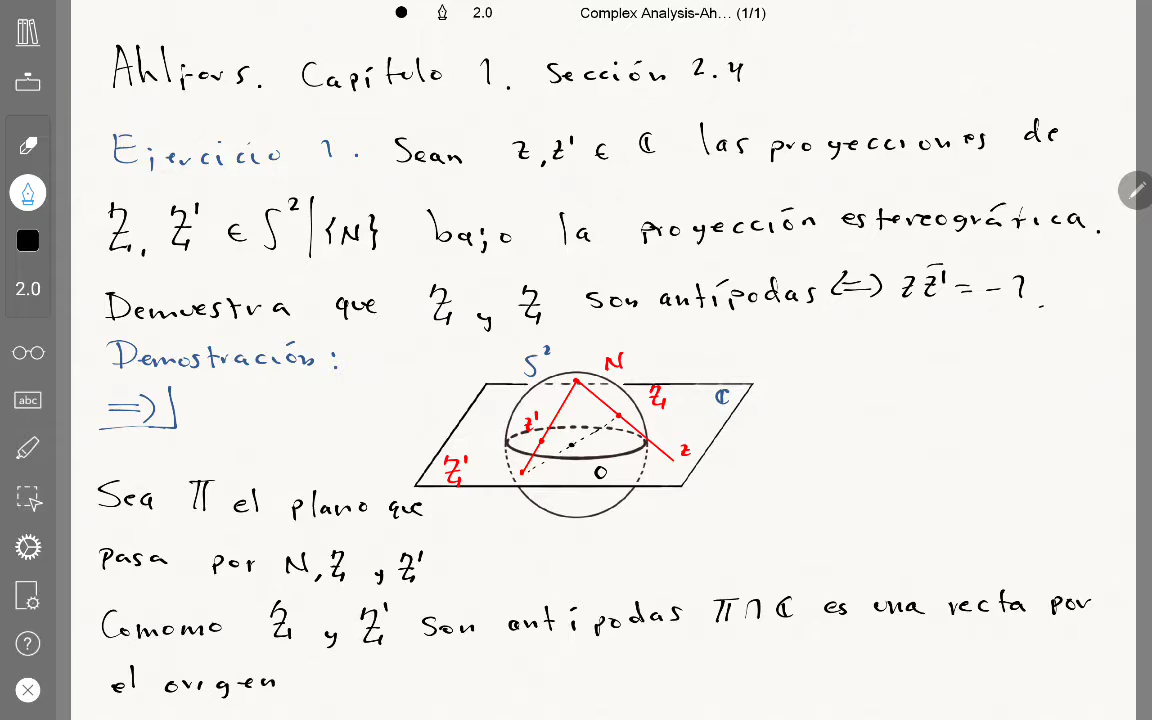 2.0 Complex Analysis-Ah... (1/1)
Ahlfors. Capítulo 1. Sección 2.4
Ejercicio 1. Sean z, z' ∈ ℂ las proyecciones de
Z, Z' ∈ S²|{N} bajo la proyección estereográfica.
2.0
Demuestra que Z y Z son antípodas ⇔ z z̄' = -1.
Demostración:
S² N
Z ℂ
abc
⇒⌋
z' z
Z' O
Sea Π el plano que
pasa por N, Z y Z'
Comomo Z y Z' son antípodas Π∩ℂ es una recta por
el origen